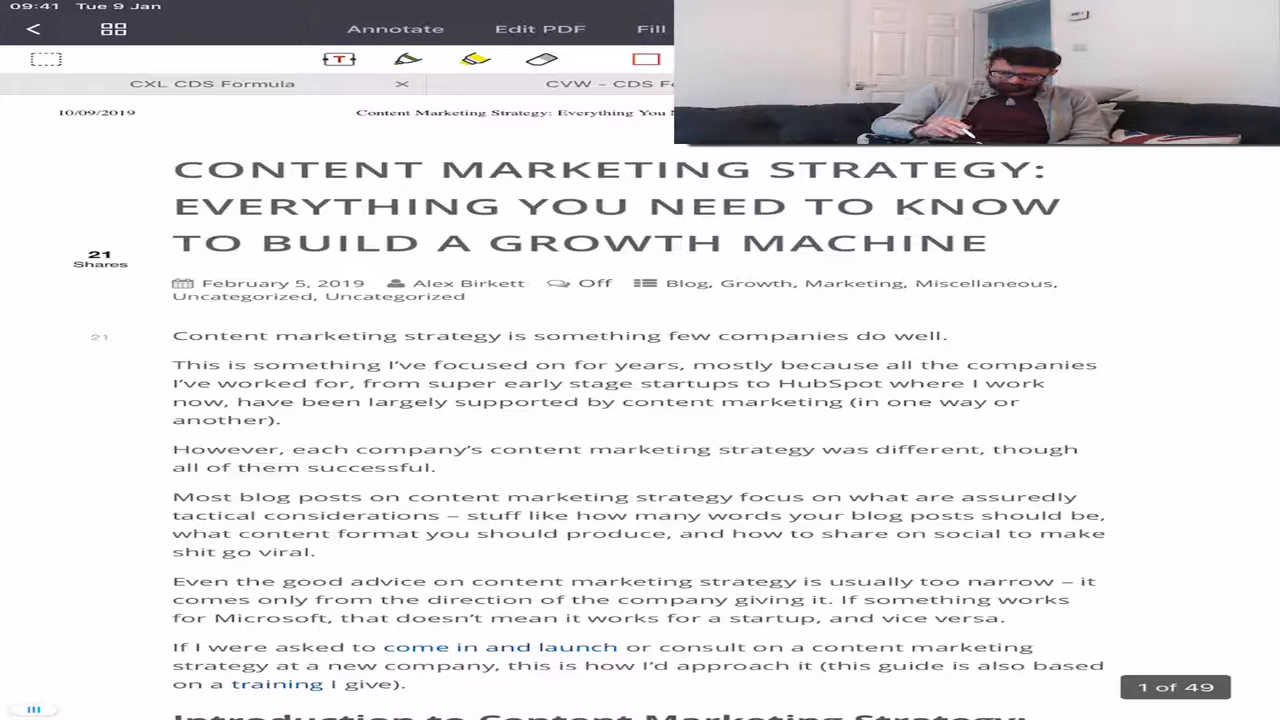 09:41 Tue 9 Jan
Annotate Edit PDF Fill
T
CXL CDS Formula × CVW – CDS Fo
10/09/2019 Content Marketing Strategy: Everything You
CONTENT MARKETING STRATEGY:
EVERYTHING YOU NEED TO KNOW
TO BUILD A GROWTH MACHINE
21
Shares
February 5, 2019 Alex Birkett Off Blog, Growth, Marketing, Miscellaneous,
Uncategorized, Uncategorized
21
Content marketing strategy is something few companies do well.
This is something I've focused on for years, mostly because all the companies
I've worked for, from super early stage startups to HubSpot where I work
now, have been largely supported by content marketing (in one way or
another).
However, each company's content marketing strategy was different, though
all of them successful.
Most blog posts on content marketing strategy focus on what are assuredly
tactical considerations – stuff like how many words your blog posts should be,
what content format you should produce, and how to share on social to make
shit go viral.
Even the good advice on content marketing strategy is usually too narrow – it
comes only from the direction of the company giving it. If something works
for Microsoft, that doesn't mean it works for a startup, and vice versa.
If I were asked to come in and launch or consult on a content marketing
strategy at a new company, this is how I'd approach it (this guide is also based
on a training I give).
1 of 49
Introduction to Content Marketing Strategy: